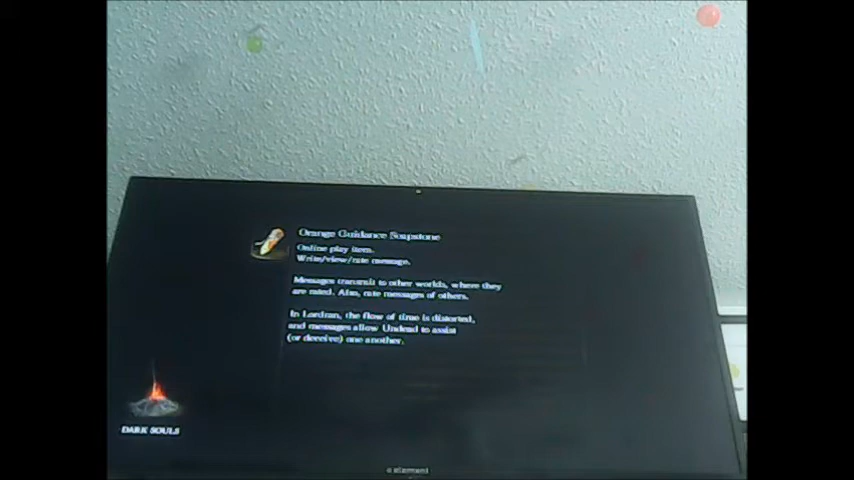 Orange Guidance Soapstone
Online play item.
Write/view/rate message.
Messages transmit to other worlds, where they
are rated. Also, rate messages of others.
In Lordran, the flow of time is distorted,
and messages allow Undead to assist
(or deceive) one another.
DARK SOULS
element